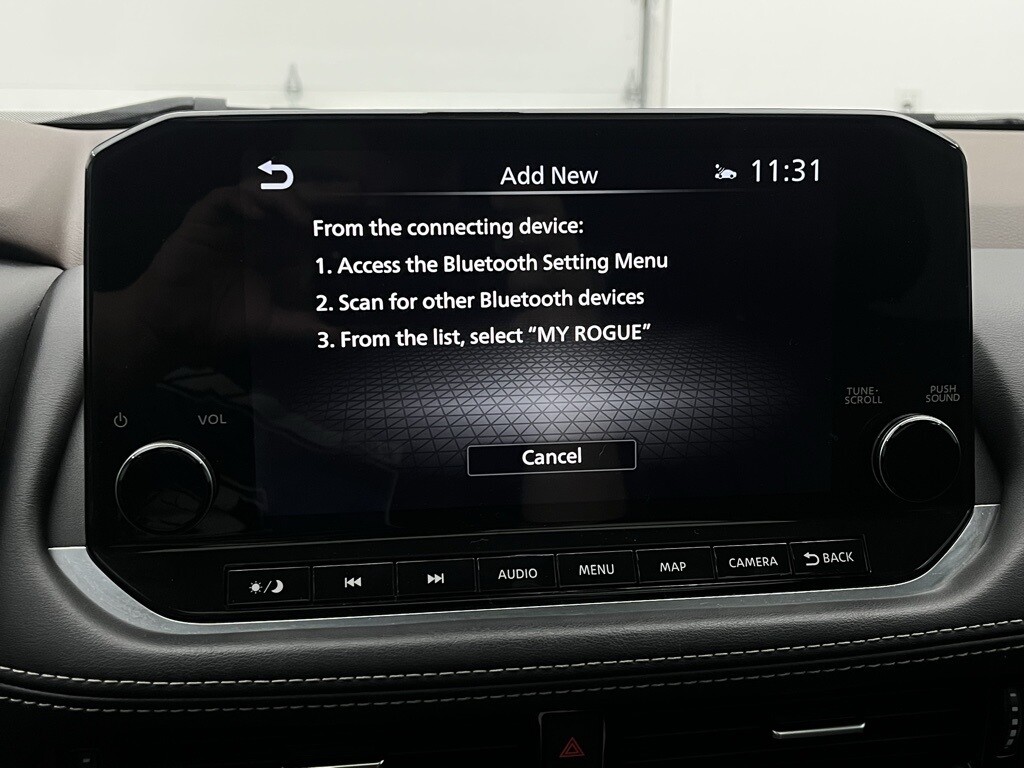 Add New
11:31
From the connecting device:
1. Access the Bluetooth Setting Menu
2. Scan for other Bluetooth devices
3. From the list, select “MY ROGUE”
Cancel
VOL
TUNE·
SCROLL
PUSH
SOUND
AUDIO
MENU
MAP
CAMERA
BACK